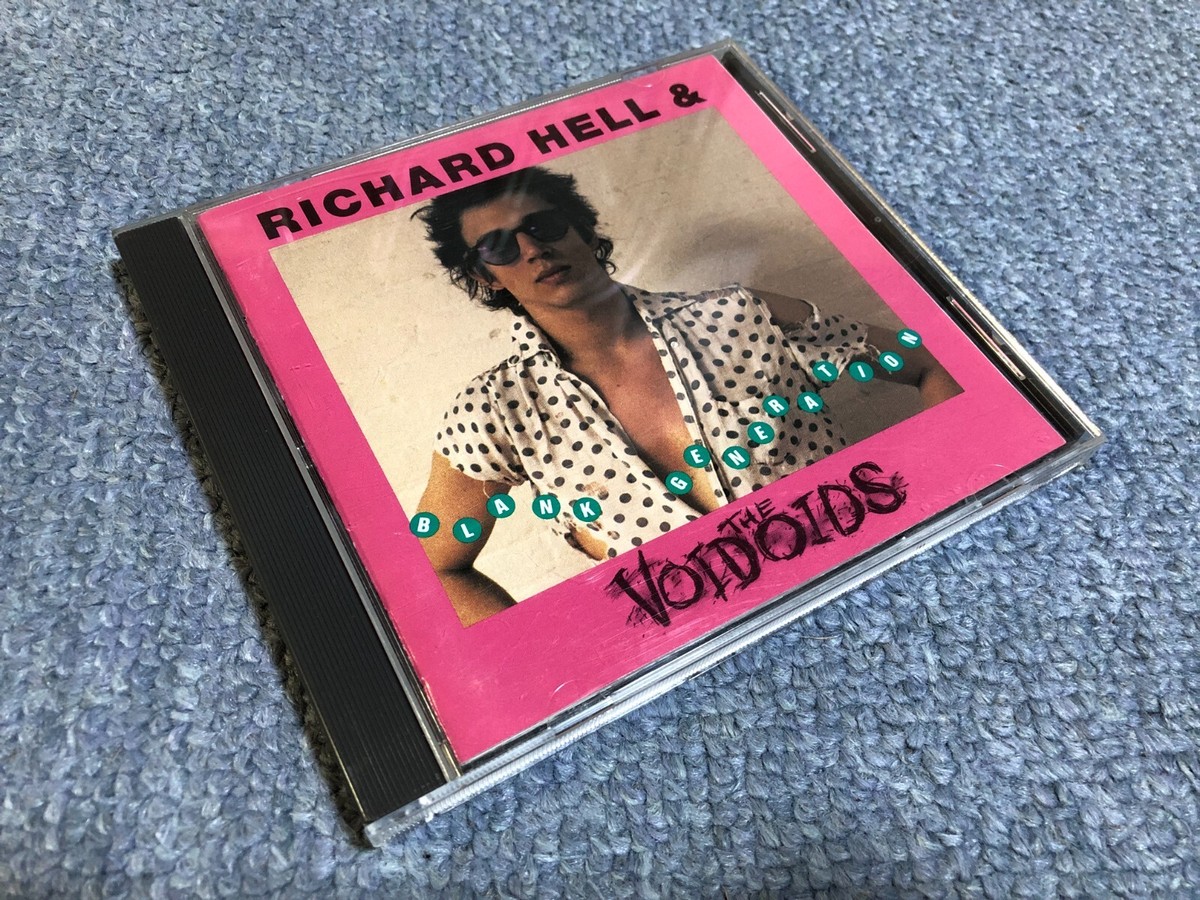 RICHARD HELL &
BLANK GENERATION
THE
VOIDOIDS